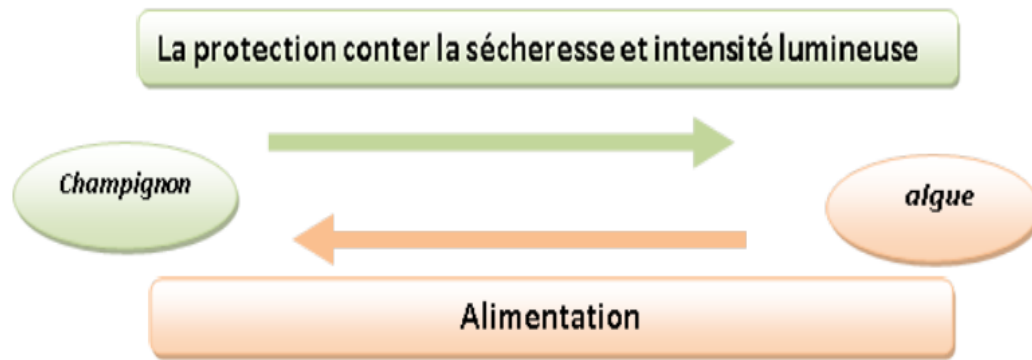 La protection conter la sécheresse et intensité lumineuse
Champignon
algue
Alimentation